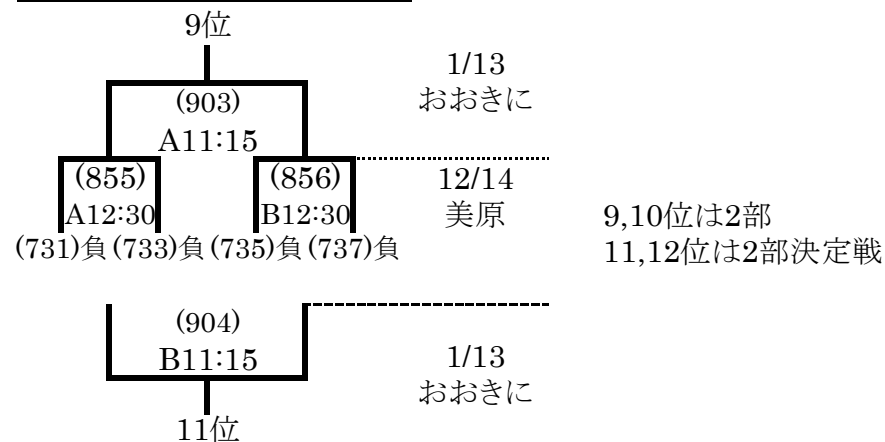 9位
1/13
おおきに
(903)
A11:15
(855)
(856)
12/14
A12:30
B12:30
美原
9,10位は2部
(731)負(733)負(735)負(737)負
11,12位は2部決定戦
(904)
B11:15
1/13
おおきに
11位